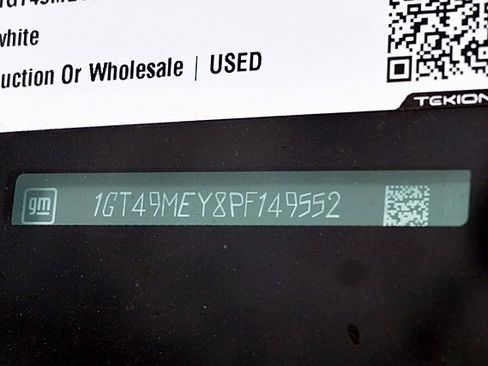 white
uction Or Wholesale | USED
TEKION
gm
1GT49MEY8PF149552